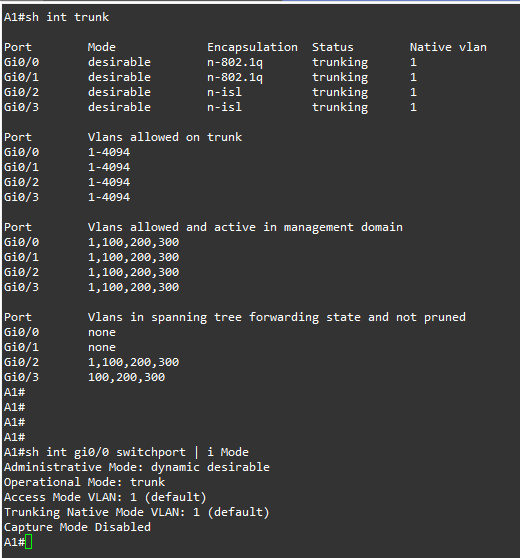 A1#sh int trunk
Port Mode Encapsulation Status Native vlan
Gi0/0 desirable n-802.1q trunking 1
Gi0/1 desirable n-802.1q trunking 1
Gi0/2 desirable n-isl trunking 1
Gi0/3 desirable n-isl trunking 1
Port Vlans allowed on trunk
Gi0/0 1-4094
Gi0/1 1-4094
Gi0/2 1-4094
Gi0/3 1-4094
Port Vlans allowed and active in management domain
Gi0/0 1,100,200,300
Gi0/1 1,100,200,300
Gi0/2 1,100,200,300
Gi0/3 1,100,200,300
Port Vlans in spanning tree forwarding state and not pruned
Gi0/0 none
Gi0/1 none
Gi0/2 1,100,200,300
Gi0/3 100,200,300
A1#
A1#
A1#
A1#
A1#sh int gi0/0 switchport | i Mode
Administrative Mode: dynamic desirable
Operational Mode: trunk
Access Mode VLAN: 1 (default)
Trunking Native Mode VLAN: 1 (default)
Capture Mode Disabled
A1#